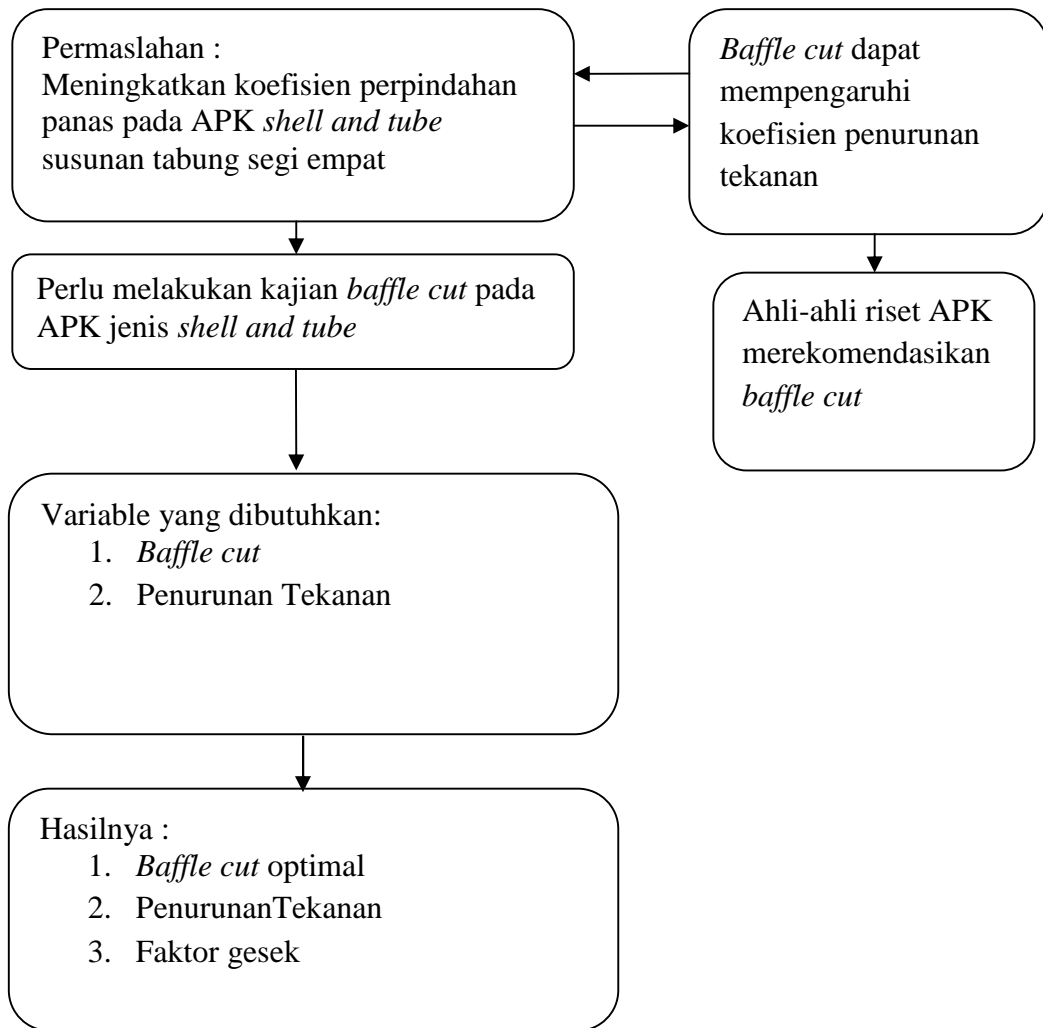 Permaslahan :
Meningkatkan koefisien perpindahan
panas pada APK shell and tube
susunan tabung segi empat
Baffle cut dapat
mempengaruhi
koefisien penurunan
tekanan
Perlu melakukan kajian baffle cut pada
APK jenis shell and tube
Ahli-ahli riset APK
merekomendasikan
baffle cut
Variable yang dibutuhkan:
1. Baffle cut
2. Penurunan Tekanan
Hasilnya :
1. Baffle cut optimal
2. PenurunanTekanan
3. Faktor gesek